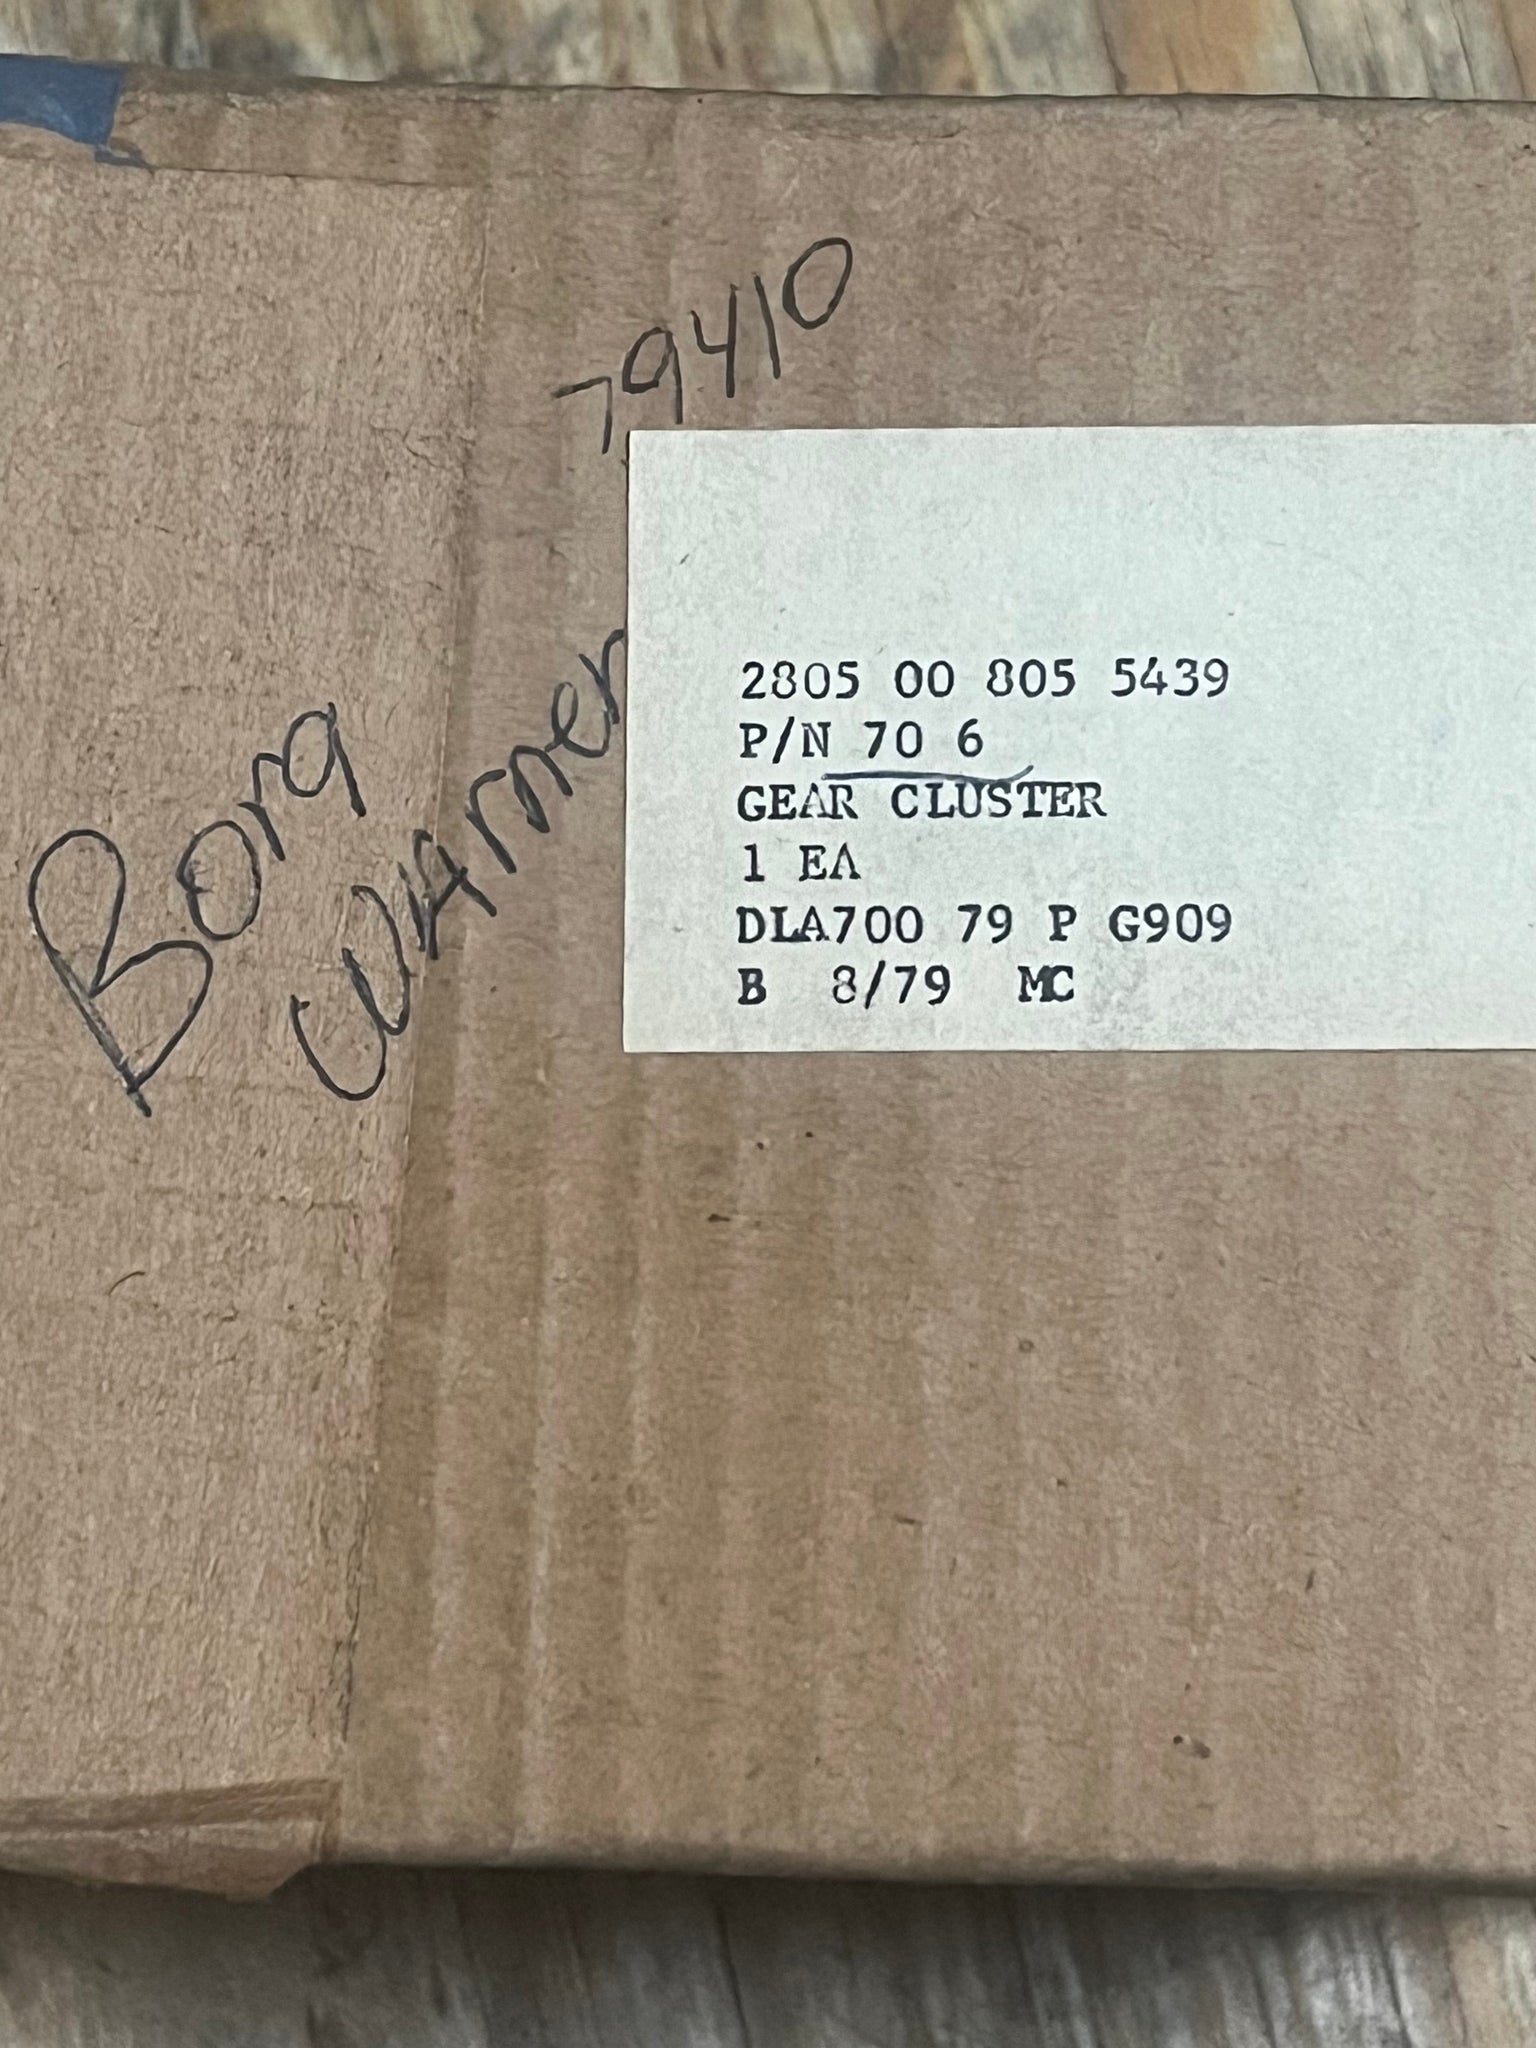 79410
Borg
Warner
2805 00 805 5439
P/N 70 6
GEAR CLUSTER
1 EA
DLA700 79 P G909
B 8/79 MC